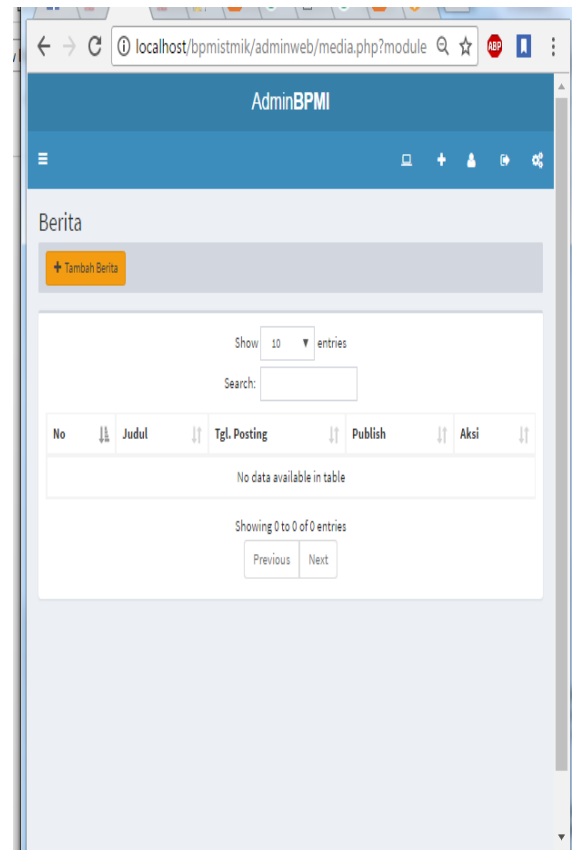 localhost/bpmistmik/adminweb/media.php?module
ABP
AdminBPMI
Berita
Tambah Berita
Show 10 entries
Search:
No Judul Tgl. Posting Publish Aksi
No data available in table
Showing 0 to 0 of 0 entries
Previous Next